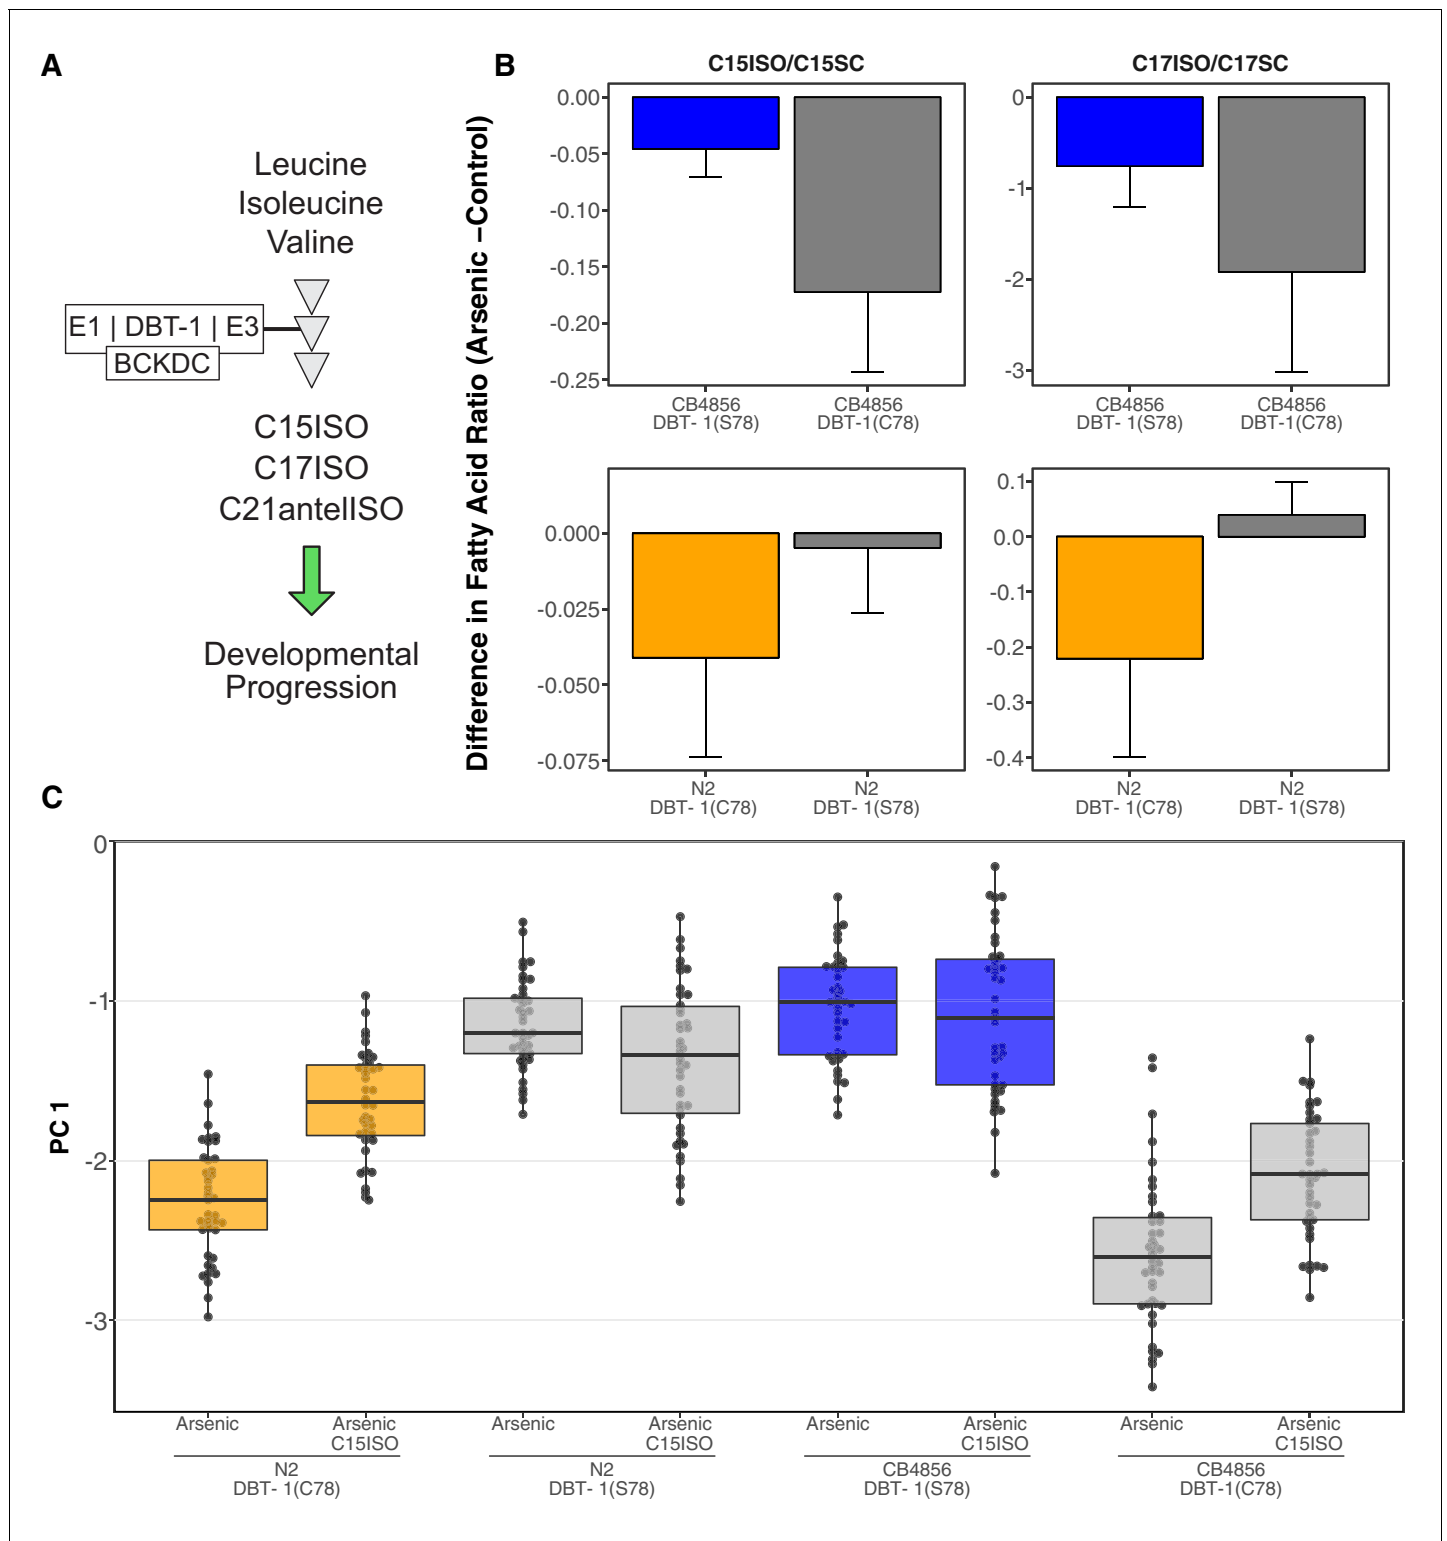 A
Leucine
Isoleucine
Valine
E1 | DBT-1 | E3
BCKDC
C15ISO
C17ISO
C21anteIISO
Developmental
Progression
B
Difference in Fatty Acid Ratio (Arsenic –Control)
C15ISO/C15SC
0.00
-0.05
-0.10
-0.15
-0.20
-0.25
CB4856
DBT- 1(S78)
CB4856
DBT-1(C78)
C17ISO/C17SC
0
-1
-2
-3
CB4856
DBT- 1(S78)
CB4856
DBT-1(C78)
0.000
-0.025
-0.050
-0.075
N2
DBT- 1(C78)
N2
DBT- 1(S78)
0.1
0.0
-0.1
-0.2
-0.3
-0.4
N2
DBT- 1(C78)
N2
DBT- 1(S78)
C
PC 1
0
-1
-2
-3
Arsenic
Arsenic
C15ISO
N2
DBT- 1(C78)
Arsenic
Arsenic
C15ISO
N2
DBT- 1(S78)
Arsenic
Arsenic
C15ISO
CB4856
DBT- 1(S78)
Arsenic
Arsenic
C15ISO
CB4856
DBT-1(C78)